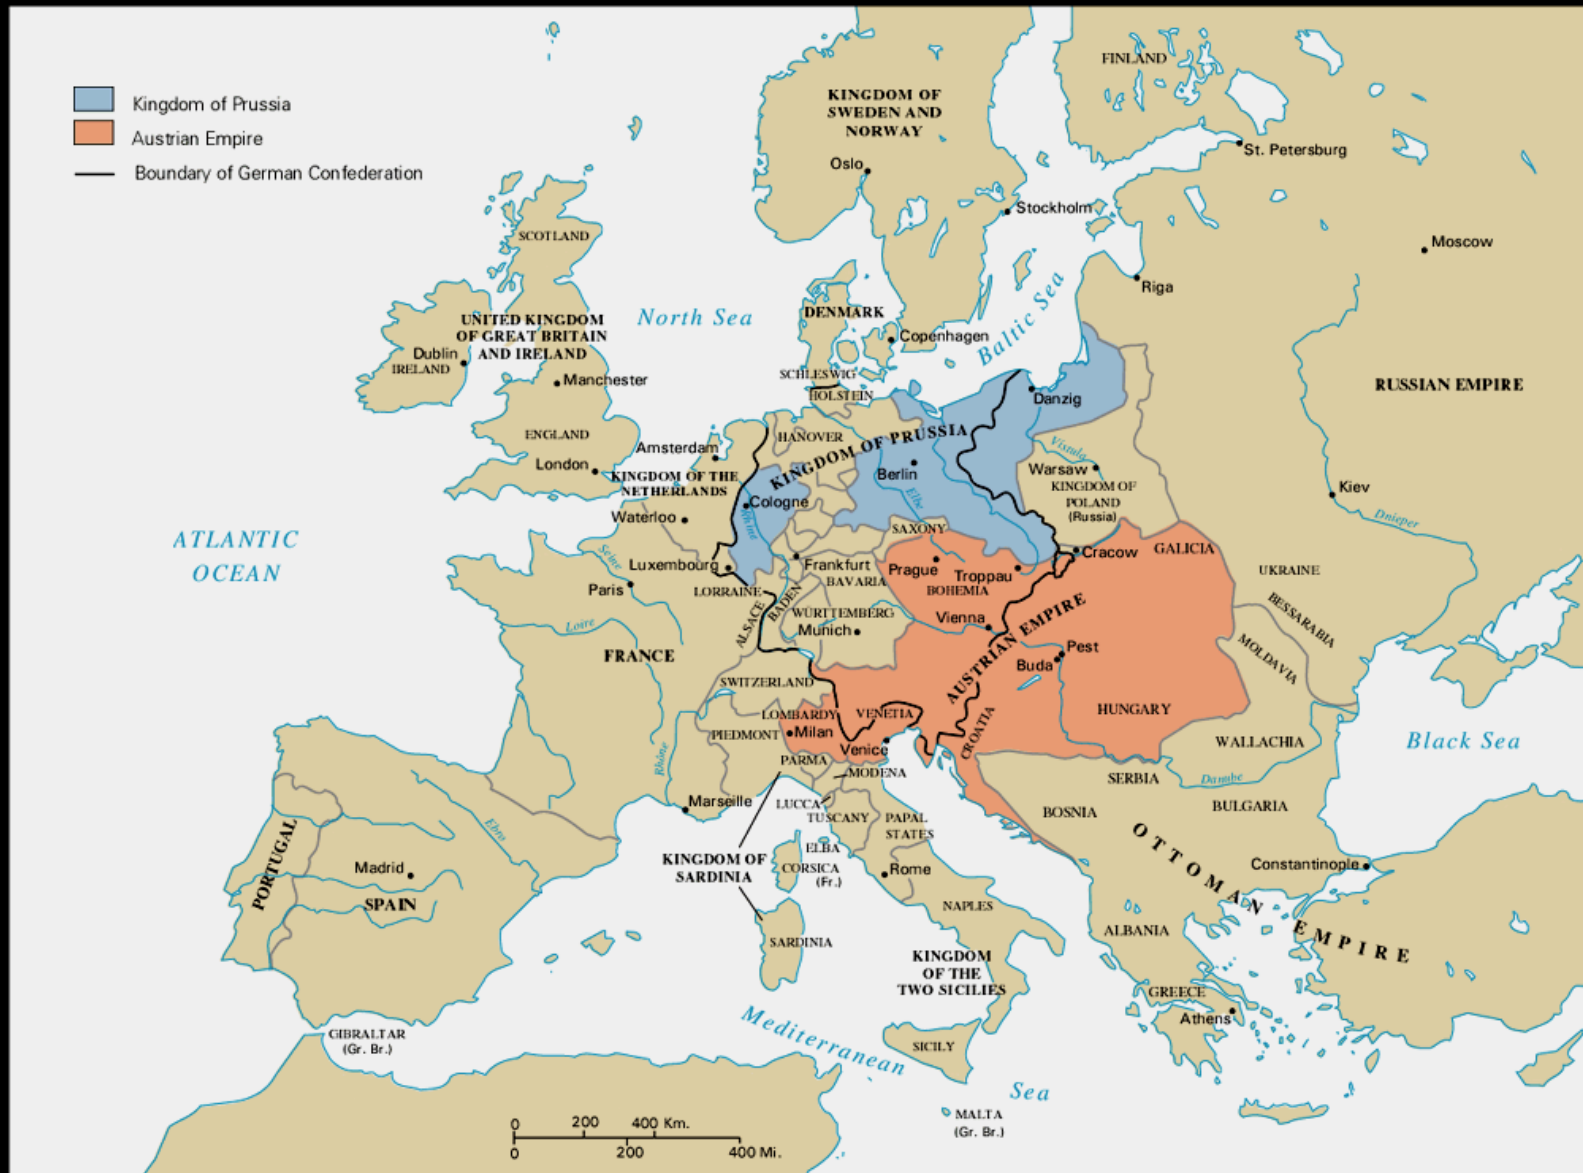 Kingdom of Prussia
Austrian Empire
Boundary of German Confederation
FINLAND
KINGDOM OF
SWEDEN AND
NORWAY
Oslo
St. Petersburg
Stockholm
Moscow
Riga
SCOTLAND
North Sea
Baltic Sea
DENMARK
Copenhagen
UNITED KINGDOM
OF GREAT BRITAIN
AND IRELAND
Dublin
IRELAND
Manchester
SCHLESWIG
HOLSTEIN
Danzig
RUSSIAN EMPIRE
ENGLAND
London
Amsterdam
HANOVER
KINGDOM OF PRUSSIA
Berlin
Vistula
Warsaw
KINGDOM OF
POLAND
(Russia)
KINGDOM OF THE
NETHERLANDS
Cologne
Rhine
Elbe
Kiev
Dnieper
Waterloo
SAXONY
ATLANTIC
OCEAN
Seine
Luxembourg
Frankfurt
Prague
Troppau
Cracow
GALICIA
BAVARIA
BOHEMIA
UKRAINE
Paris
LORRAINE
ALSACE
BADEN
WÜRTTEMBERG
Munich
Vienna
BESSARABIA
MOLDAVIA
Loire
FRANCE
AUSTRIAN EMPIRE
Buda
Pest
SWITZERLAND
HUNGARY
LOMBARDY
VENETIA
CROATIA
Milan
Venice
PIEDMONT
WALLACHIA
Black Sea
Rhône
PARMA
MODENA
SERBIA
Danube
BULGARIA
BOSNIA
Marseille
LUCCA
TUSCANY
PAPAL
STATES
Ebro
PORTUGAL
Madrid
SPAIN
KINGDOM OF
SARDINIA
ELBA
CORSICA
(Fr.)
Rome
Constantinople
OTTOMAN EMPIRE
NAPLES
ALBANIA
SARDINIA
KINGDOM
OF THE
TWO SICILIES
GREECE
Athens
GIBRALTAR
(Gr. Br.)
Mediterranean
Sea
SICILY
MALTA
(Gr. Br.)
0 200 400 Km.
0 200 400 Mi.